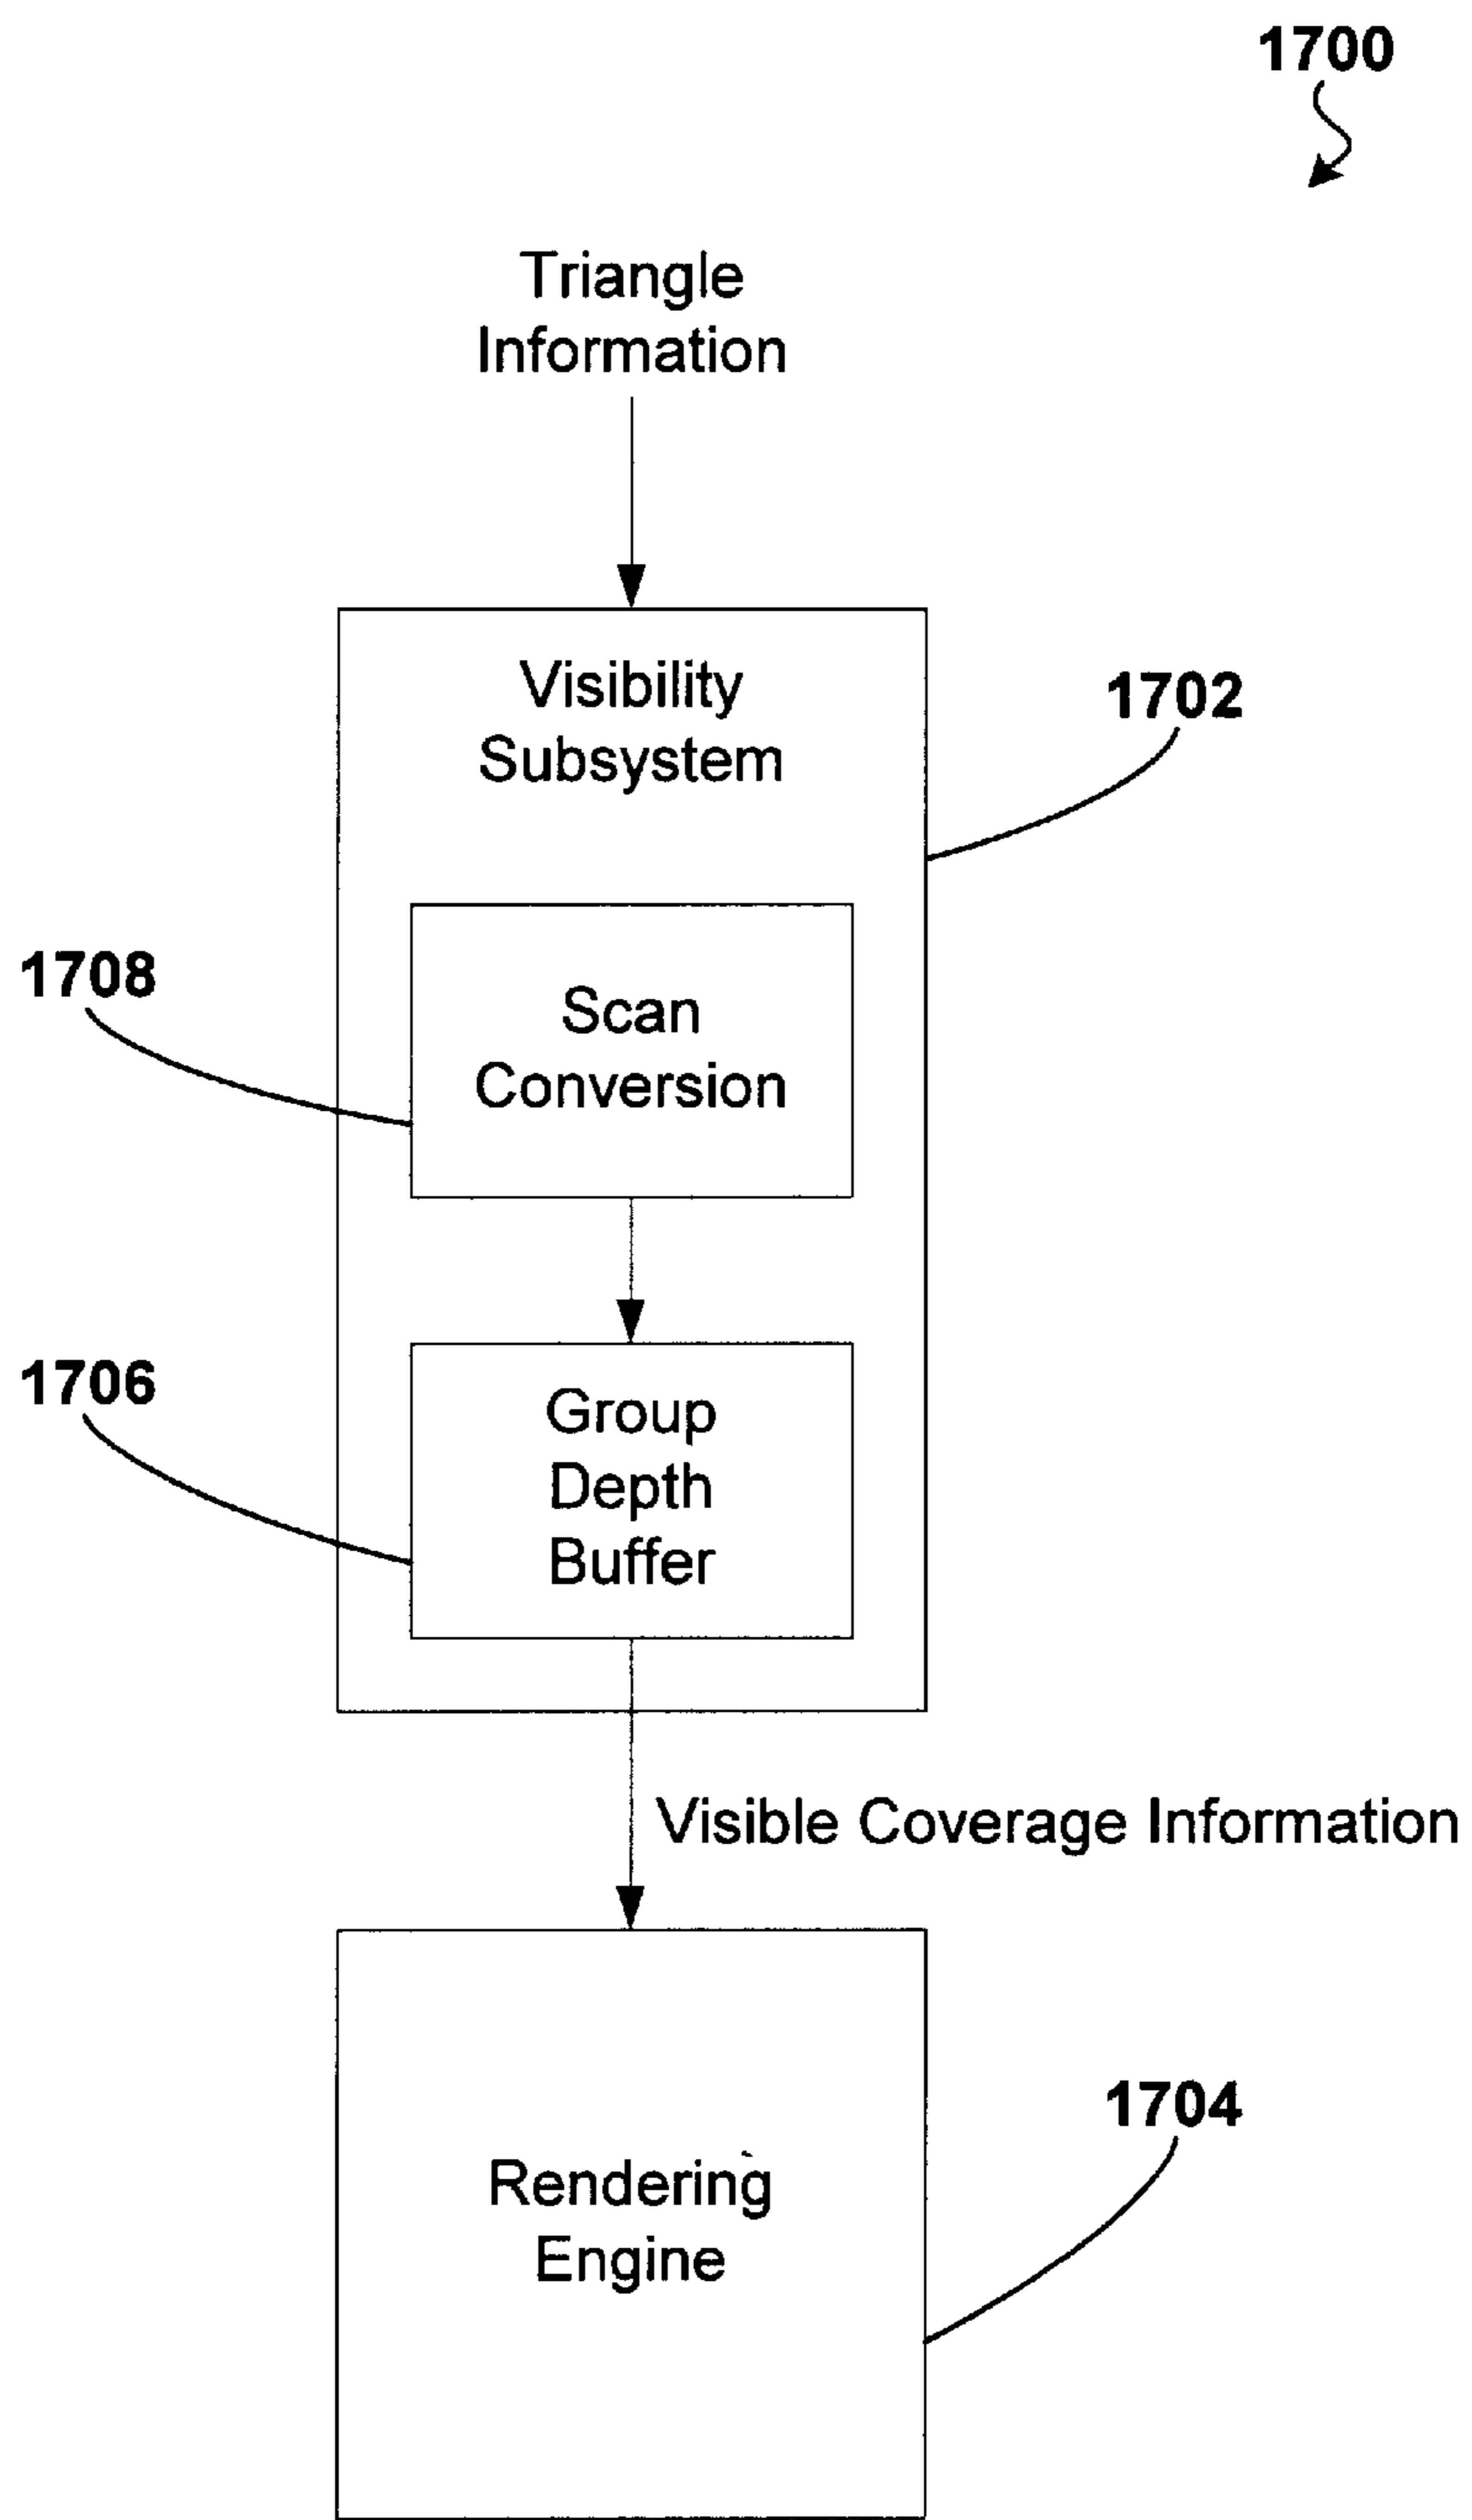 1700
Triangle
Information
Visibility
Subsystem
1702
1708
Scan
Conversion
1706
Group
Depth
Buffer
Visible Coverage Information
1704
Rendering
Engine